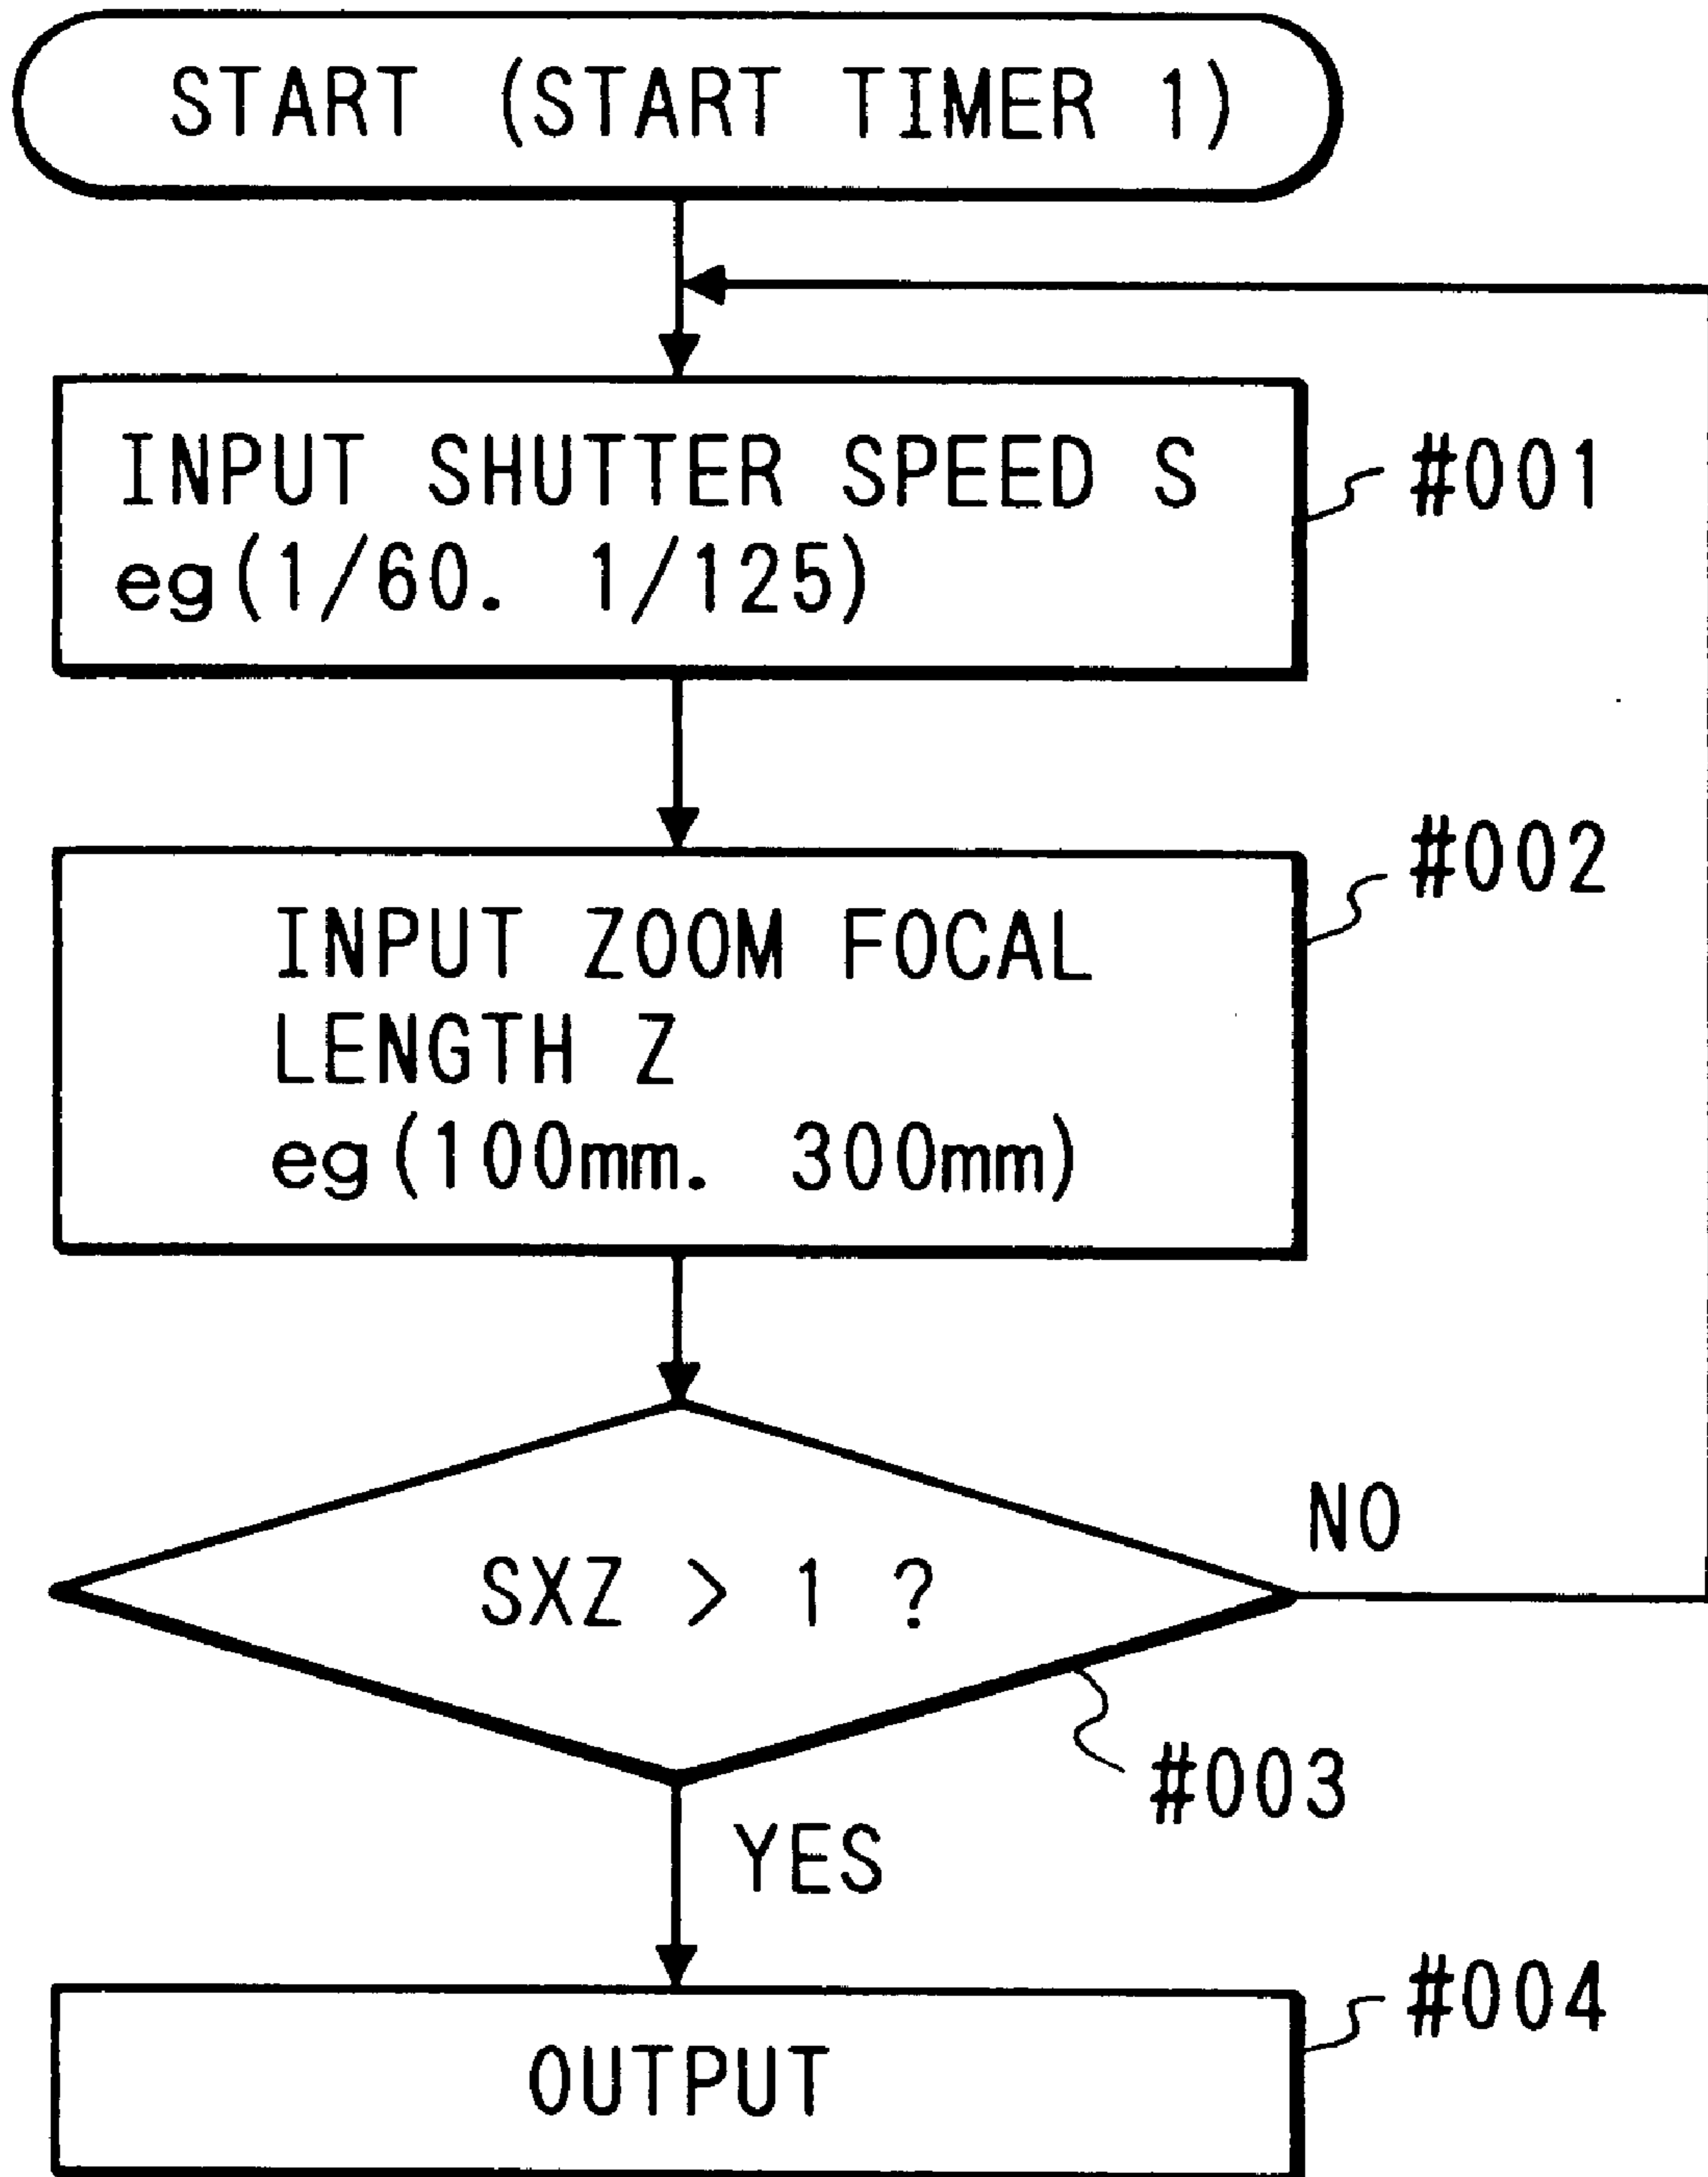 START (START TIMER 1)
INPUT SHUTTER SPEED S
eg(1/60. 1/125)
#001
INPUT ZOOM FOCAL
LENGTH Z
eg(100mm. 300mm)
#002
SXZ > 1 ?
NO
#003
YES
OUTPUT
#004